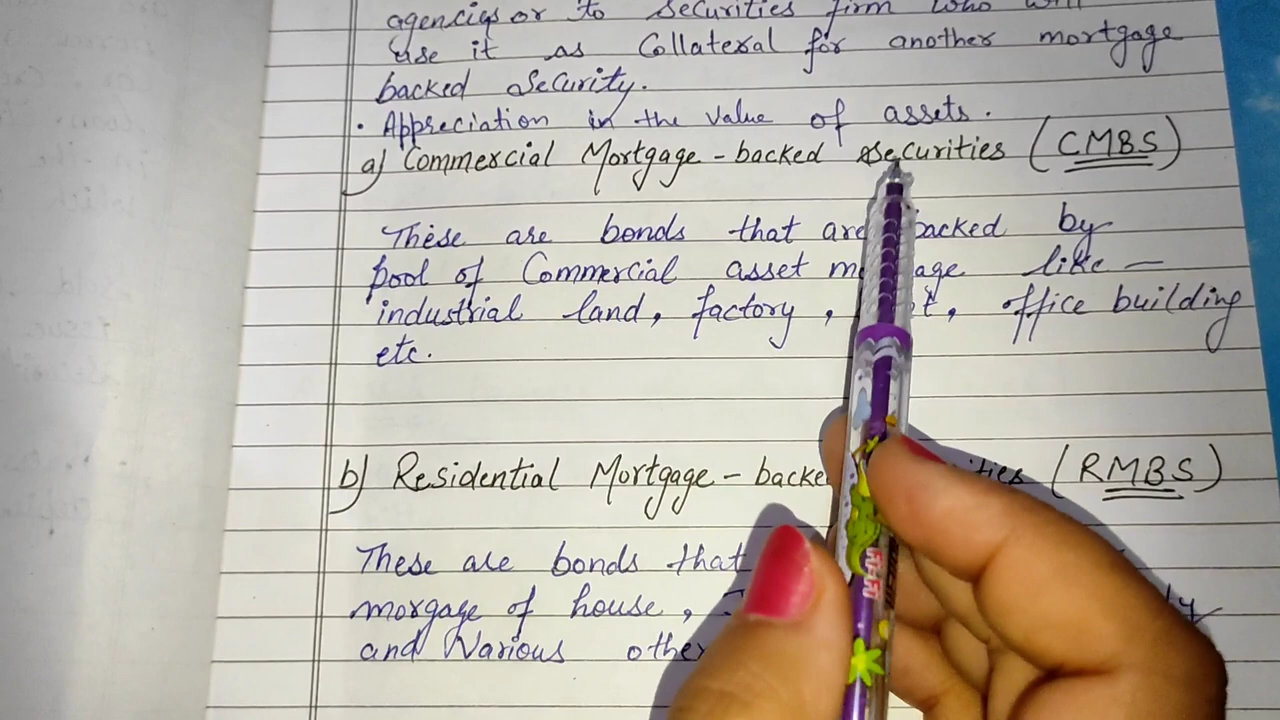 agencies or to securities firm who will
use it as Collateral for another mortgage
backed Security.
• Appreciation in the value of assets.
a) Commercial Mortgage - backed securities (CMBS)
These are bonds that are backed by
pool of Commercial asset like -
industrial land, factory, office building
etc.
b) Residential Mortgage - backed (RMBS)
These are bonds that
morgage of house,
and Various other